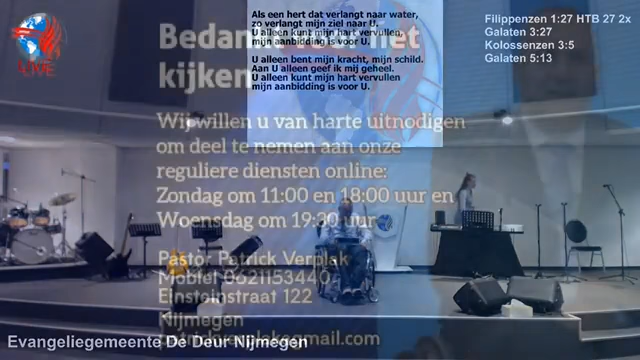 Als een hert dat verlangt naar water,
zo verlangt mijn ziel naar U.
U alleen kunt mijn hart vervullen,
mijn aanbidding is voor U.
U alleen bent mijn kracht, mijn schild.
Aan U alleen geef ik mij geheel.
U alleen kunt mijn hart vervullen
mijn aanbidding is voor U.
Filippenzen 1:27 HTB 27 2x
Galaten 3:27
Kolossenzen 3:5
Galaten 5:13
LIVE
kijken
Wij willen u van harte uitnodigen
om deel te nemen aan onze
reguliere diensten online:
Zondag om 11:00 en 18:00 uur en
Woensdag om 19:30 uur
Pastor Patrick Verplak
Mobiel 0621153440
Einsteinstraat 122
Nijmegen
Evangeliegemeente De Deur Nijmegen